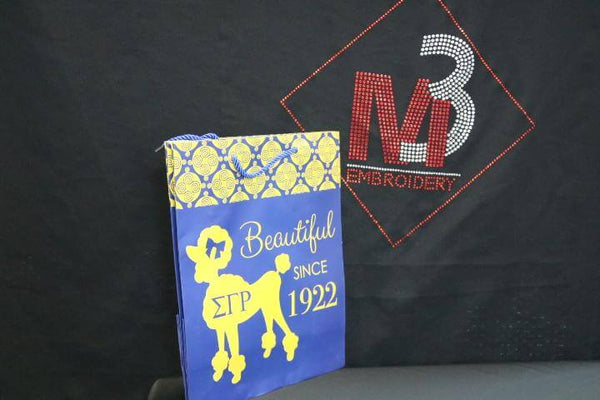 Beautiful
SINCE
1922
ΣΓΡ
M3
EMBROIDERY